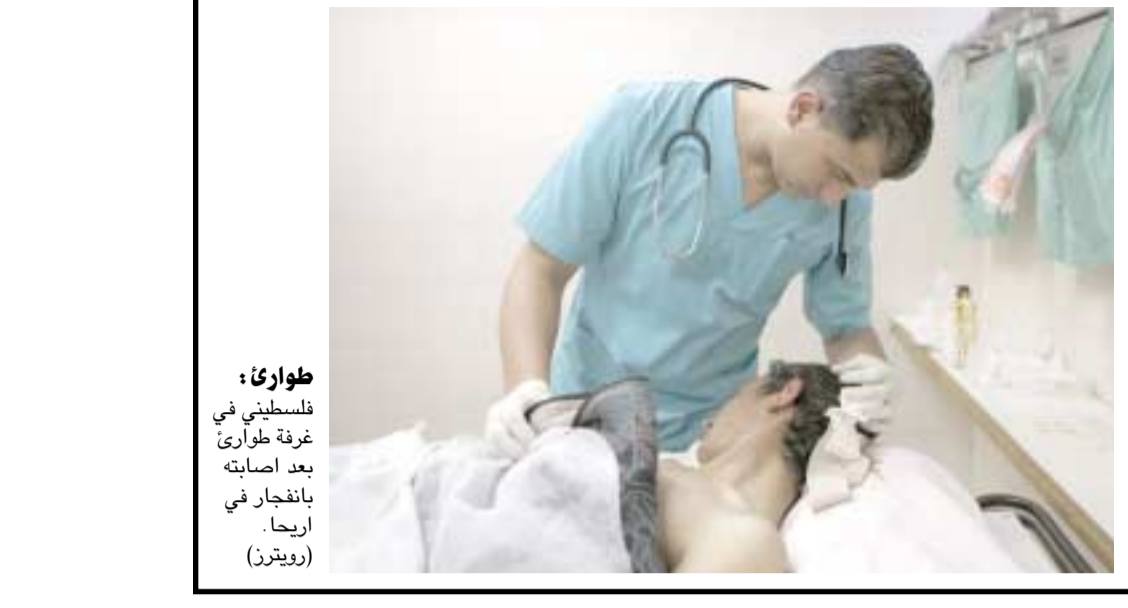 طوارئ:
فلسطيني في
غرفة طوارئ
بعد اصابته
بانفجار في
اريحا.
(رويترز)